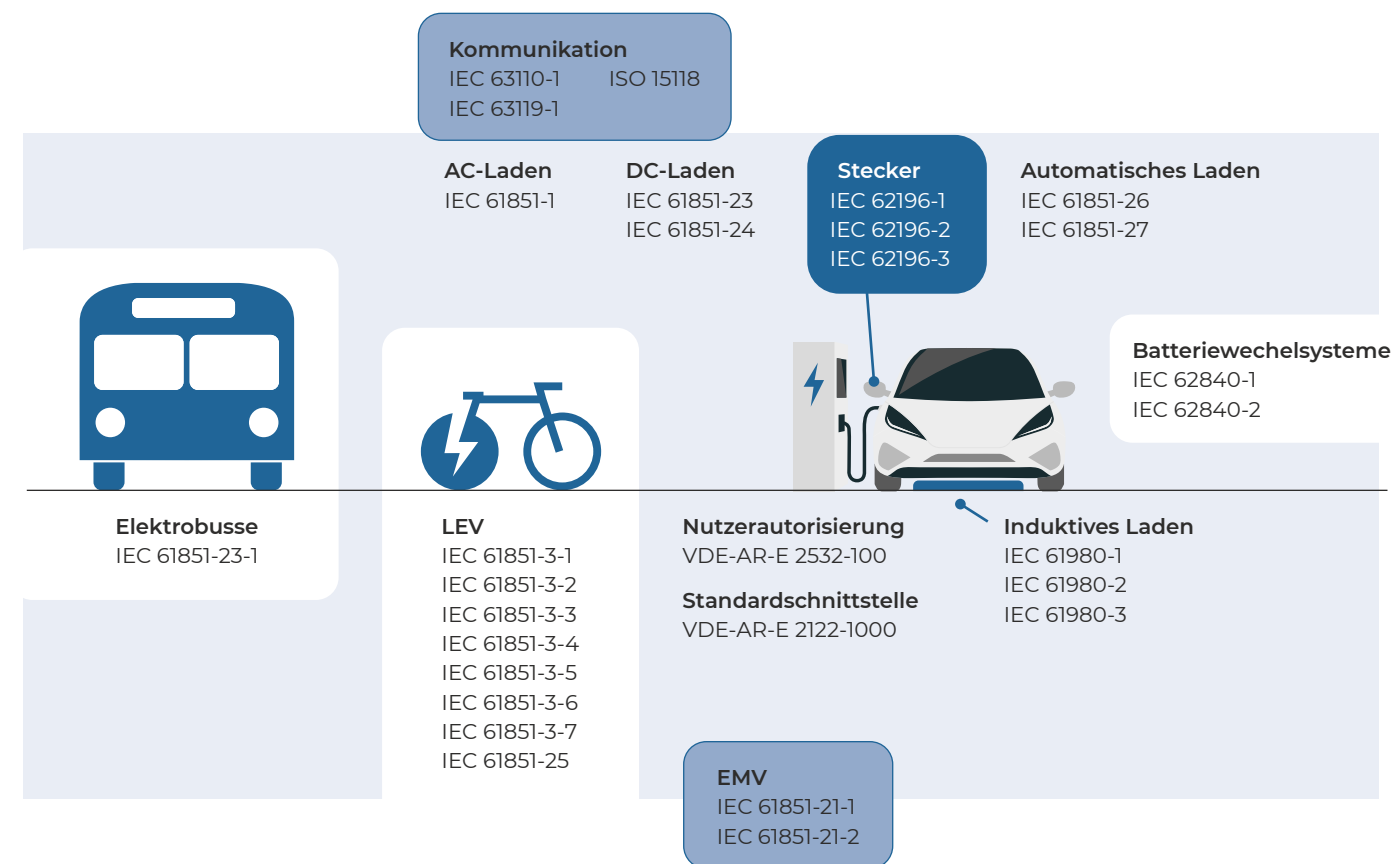 Kommunikation
IEC 63110-1 ISO 15118
IEC 63119-1
AC-Laden
IEC 61851-1
DC-Laden
IEC 61851-23
IEC 61851-24
Stecker
IEC 62196-1
IEC 62196-2
IEC 62196-3
Automatisches Laden
IEC 61851-26
IEC 61851-27
Batteriewechelsysteme
IEC 62840-1
IEC 62840-2
Elektrobusse
IEC 61851-23-1
LEV
IEC 61851-3-1
IEC 61851-3-2
IEC 61851-3-3
IEC 61851-3-4
IEC 61851-3-5
IEC 61851-3-6
IEC 61851-3-7
IEC 61851-25
Nutzerautorisierung
VDE-AR-E 2532-100
Standardschnittstelle
VDE-AR-E 2122-1000
Induktives Laden
IEC 61980-1
IEC 61980-2
IEC 61980-3
EMV
IEC 61851-21-1
IEC 61851-21-2